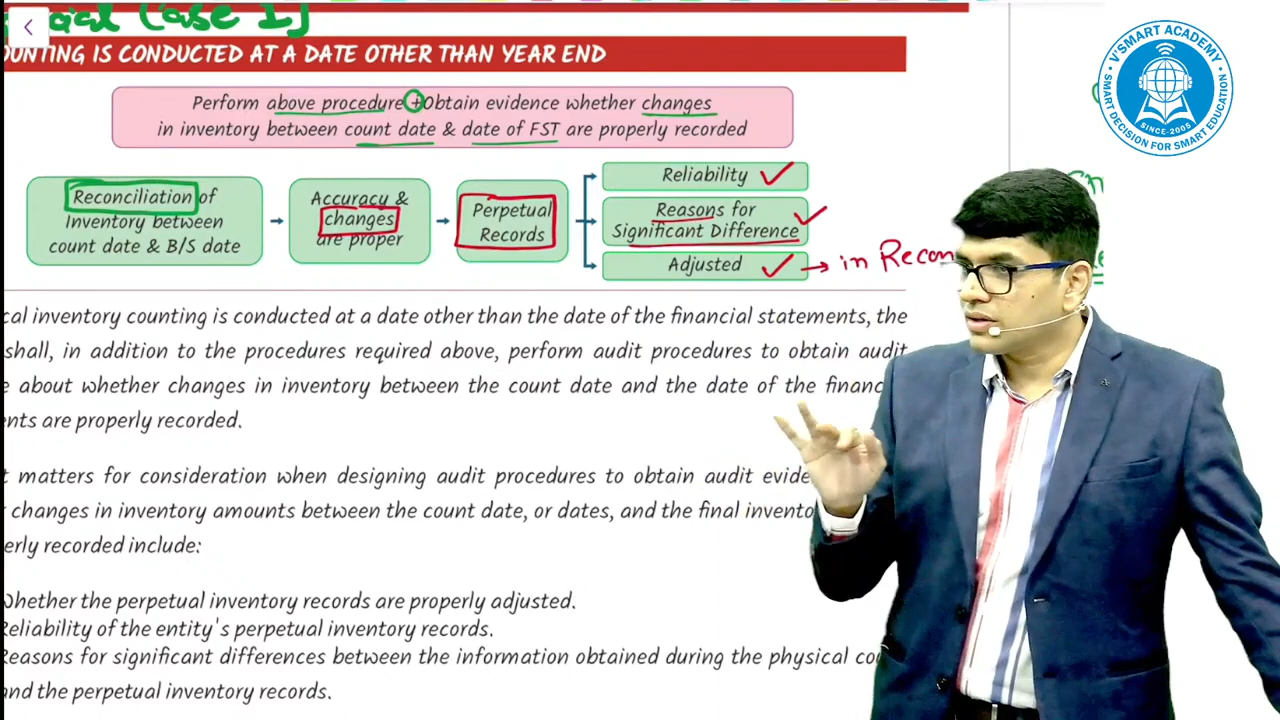 Case 1]
OUNTING IS CONDUCTED AT A DATE OTHER THAN YEAR END
Perform above procedure + Obtain evidence whether changes
in inventory between count date & date of FST are properly recorded
Reconciliation of
Inventory between
count date & B/S date
Accuracy &
changes
are proper
Perpetual
Records
Reliability
Reasons for
Significant Difference
Adjusted
→ in Recon
cal inventory counting is conducted at a date other than the date of the financial statements, the
shall, in addition to the procedures required above, perform audit procedures to obtain audit
e about whether changes in inventory between the count date and the date of the financ
ents are properly recorded.
t matters for consideration when designing audit procedures to obtain audit evide
r changes in inventory amounts between the count date, or dates, and the final invento
erly recorded include:
Whether the perpetual inventory records are properly adjusted.
Reliability of the entity's perpetual inventory records.
Reasons for significant differences between the information obtained during the physical co
and the perpetual inventory records.
V'SMART ACADEMY
SINCE-2005
SMART DECISION FOR SMART EDUCATION